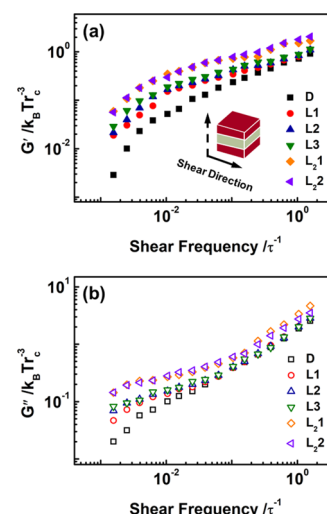 (a)
G' /k_BTr_c^-3
10^0
10^-2
D
L1
L2
L3
L_21
L_22
Shear Direction
10^-2
10^0
Shear Frequency /τ^-1
(b)
G'' /k_BTr_c^-3
10^1
10^-1
D
L1
L2
L3
L_21
L_22
10^-2
10^0
Shear Frequency /τ^-1